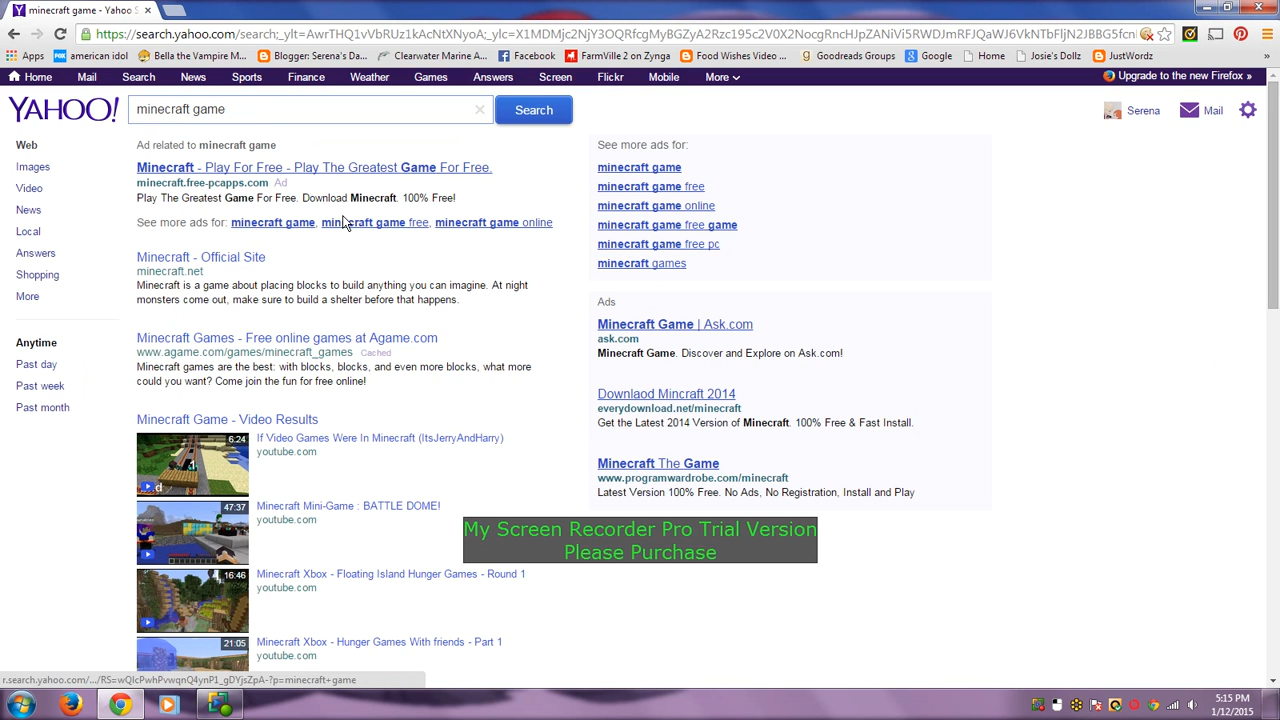 minecraft game - Yahoo S
https://search.yahoo.com/search;_ylt=
Apps
american idol
Bella the Vampire M...
Blogger: Serena's Da...
Clearwater Marine A...
Facebook
FarmVille 2 on Zynga
Food Wishes Video ...
Goodreads Groups
Google
Home
Josie's Dollz
JustWordz
Home Mail Search News Sports Finance Weather Games Answers Screen Flickr Mobile More
Upgrade to the new Firefox »
YAHOO!
minecraft game
Search
Serena
Mail
Web
Images
Video
News
Local
Answers
Shopping
More
Anytime
Past day
Past week
Past month
Ad related to minecraft game
Minecraft - Play For Free - Play The Greatest Game For Free.
minecraft.free-pcapps.com Ad
Play The Greatest Game For Free. Download Minecraft. 100% Free!
See more ads for: minecraft game, minecraft game free, minecraft game online
Minecraft - Official Site
minecraft.net
Minecraft is a game about placing blocks to build anything you can imagine. At night
monsters come out, make sure to build a shelter before that happens.
Minecraft Games - Free online games at Agame.com
www.agame.com/games/minecraft_games Cached
Minecraft games are the best: with blocks, blocks, and even more blocks, what more
could you want? Come join the fun for free online!
Minecraft Game - Video Results
6:24
If Video Games Were In Minecraft (ItsJerryAndHarry)
youtube.com
47:37
Minecraft Mini-Game : BATTLE DOME!
youtube.com
16:46
Minecraft Xbox - Floating Island Hunger Games - Round 1
youtube.com
21:05
Minecraft Xbox - Hunger Games With friends - Part 1
youtube.com
See more ads for:
minecraft game
minecraft game free
minecraft game online
minecraft game free game
minecraft game free pc
minecraft games
Ads
Minecraft Game | Ask.com
ask.com
Minecraft Game. Discover and Explore on Ask.com!
Downlaod Mincraft 2014
everydownload.net/minecraft
Get the Latest 2014 Version of Minecraft. 100% Free & Fast Install.
Minecraft The Game
www.programwardrobe.com/minecraft
Latest Version 100% Free. No Ads, No Registration, Install and Play
My Screen Recorder Pro Trial Version
Please Purchase
5:15 PM
1/12/2015